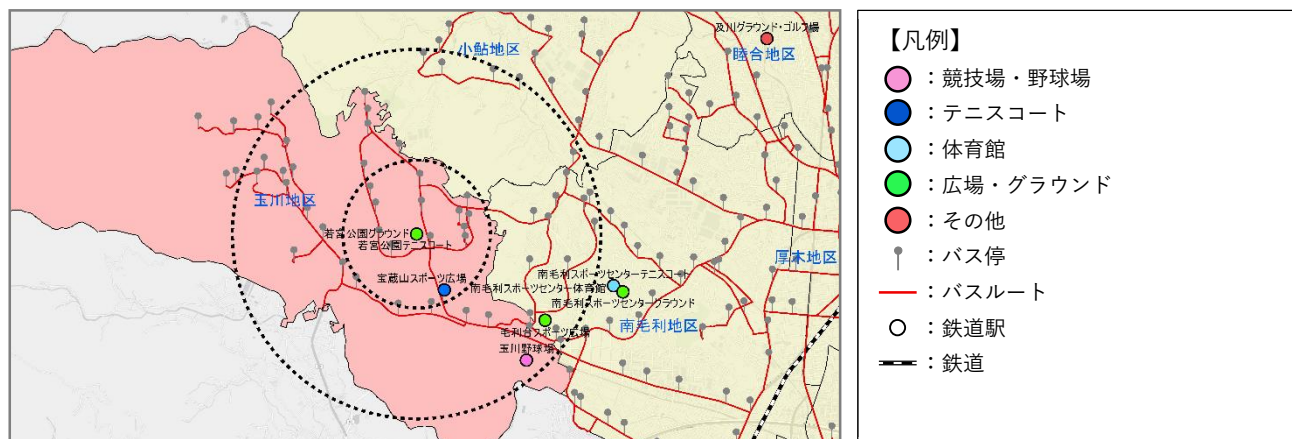 及川グラウンド・ゴルフ場
小鮎地区
睦合地区
玉川地区
若宮公園グラウンド
若宮公園テニスコート
厚木地区
宝蔵山スポーツ広場
南毛利スポーツセンターテニスコート
南毛利スポーツセンター体育館
南毛利スポーツセンターグラウンド
南毛利地区
毛利台スポーツ広場
玉川野球場
【凡例】
：競技場・野球場
：テニスコート
：体育館
：広場・グラウンド
：その他
：バス停
：バスルート
：鉄道駅
：鉄道